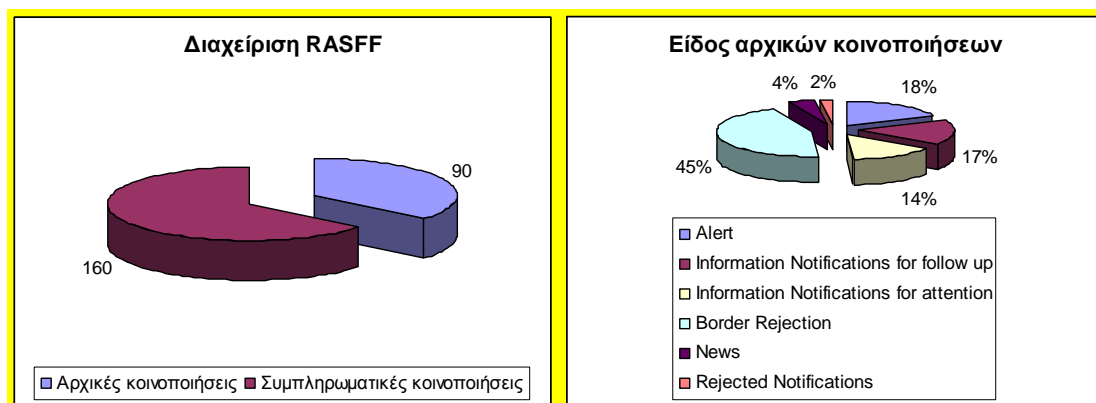 Διαχείριση RASFF
90
160
Αρχικές κοινοποιήσεις
Συμπληρωματικές κοινοποιήσεις
Είδος αρχικών κοινοποιήσεων
4%
2%
18%
45%
17%
14%
Alert
Information Notifications for follow up
Information Notifications for attention
Border Rejection
News
Rejected Notifications